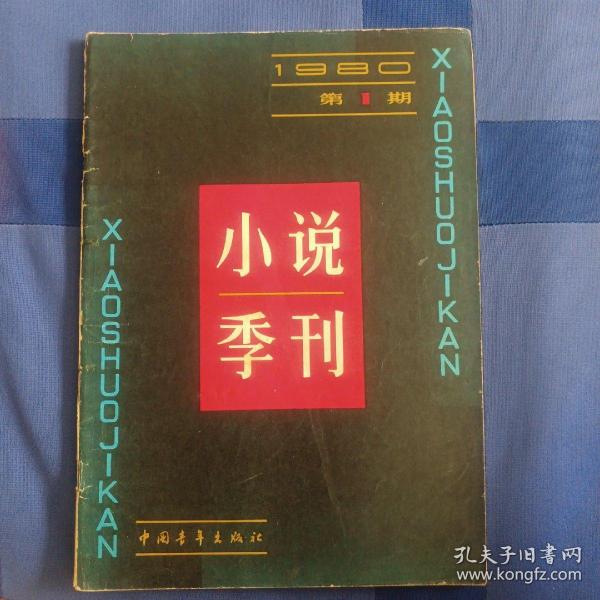 1980
第1期
XIAOSHUOJIKAN
小说
季刊
XIAOSHUOJIKAN
中国青年出版社
孔夫子旧书网
www.kongfz.com